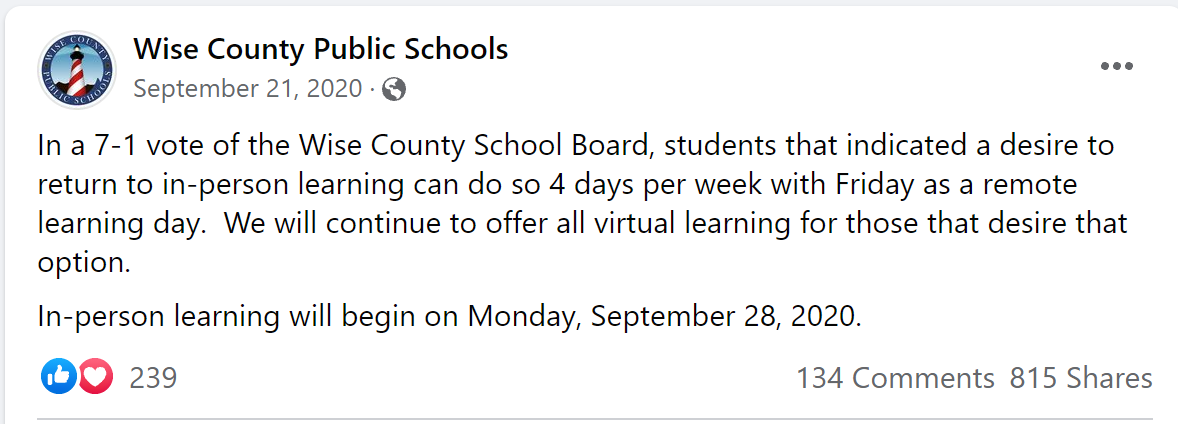 WISE COUNTY
PUBLIC SCHOOLS
Wise County Public Schools
September 21, 2020 ·
In a 7-1 vote of the Wise County School Board, students that indicated a desire to
return to in-person learning can do so 4 days per week with Friday as a remote
learning day.  We will continue to offer all virtual learning for those that desire that
option.
In-person learning will begin on Monday, September 28, 2020.
239
134 Comments 815 Shares